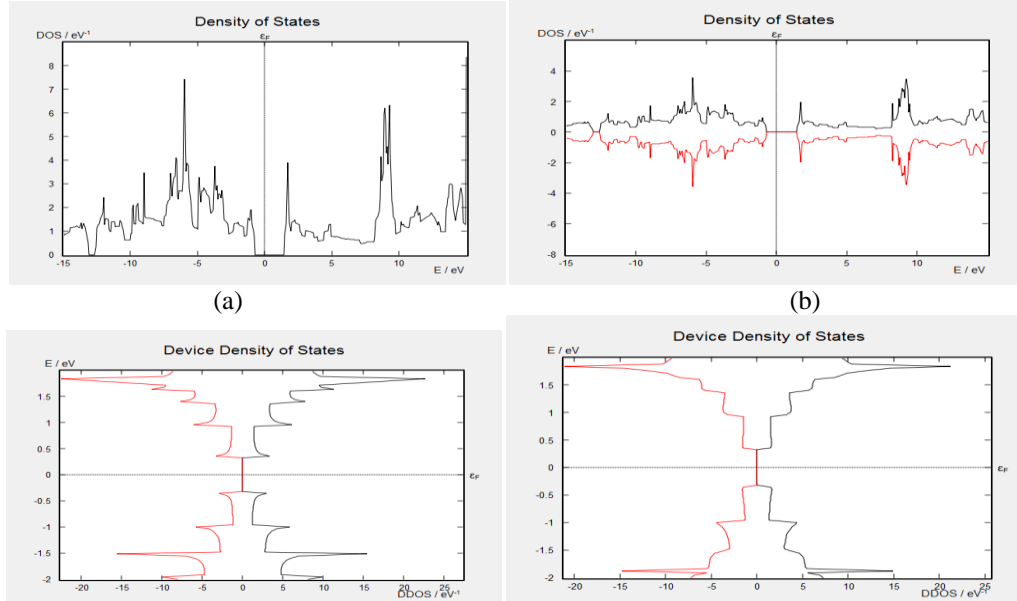 Density of States
DOS / eV⁻¹
εF
8
7
6
5
4
3
2
1
0
-15 -10 -5 0 5 10
E / eV
(a)
Density of States
DOS / eV⁻¹
εF
4
2
0
-2
-4
-6
-8
-15 -10 -5 0 5 10
E / eV
(b)
Device Density of States
E / eV
1.5
1
0.5
0
-0.5
-1
-1.5
-2
εF
-20 -15 -10 -5 0 5 10 15 20 25
DDOS / eV⁻¹
Device Density of States
E / eV
1.5
1
0.5
0
-0.5
-1
-1.5
-2
εF
-20 -15 -10 -5 0 5 10 15 20 25
DDOS / eV⁻¹